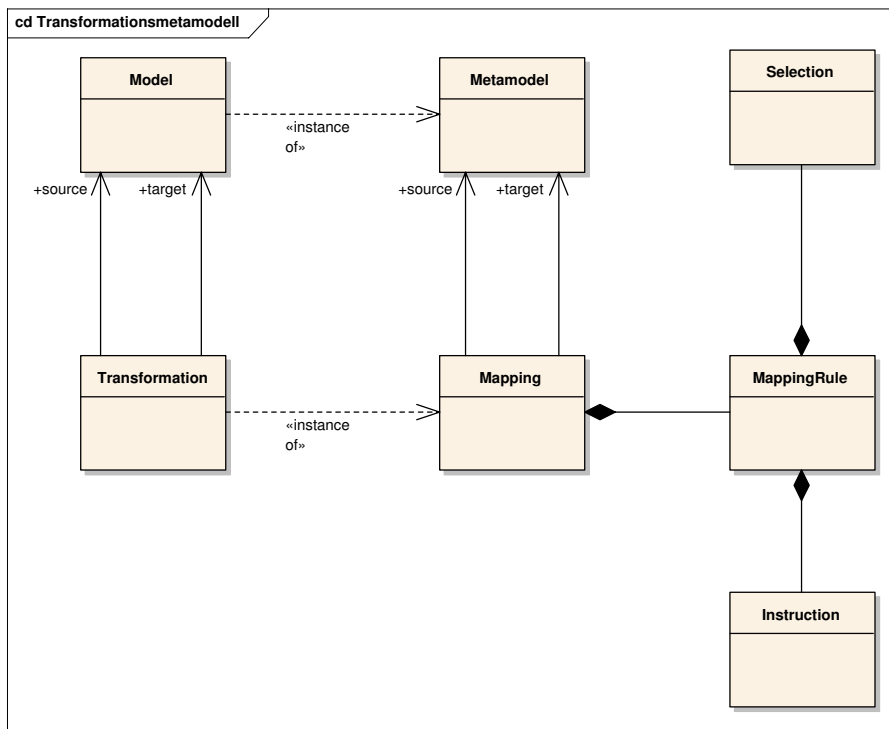 cd Transformationsmetamodell
Model
Metamodel
Selection
«instance
of»
+source
+target
+source
+target
Transformation
Mapping
MappingRule
«instance
of»
Instruction